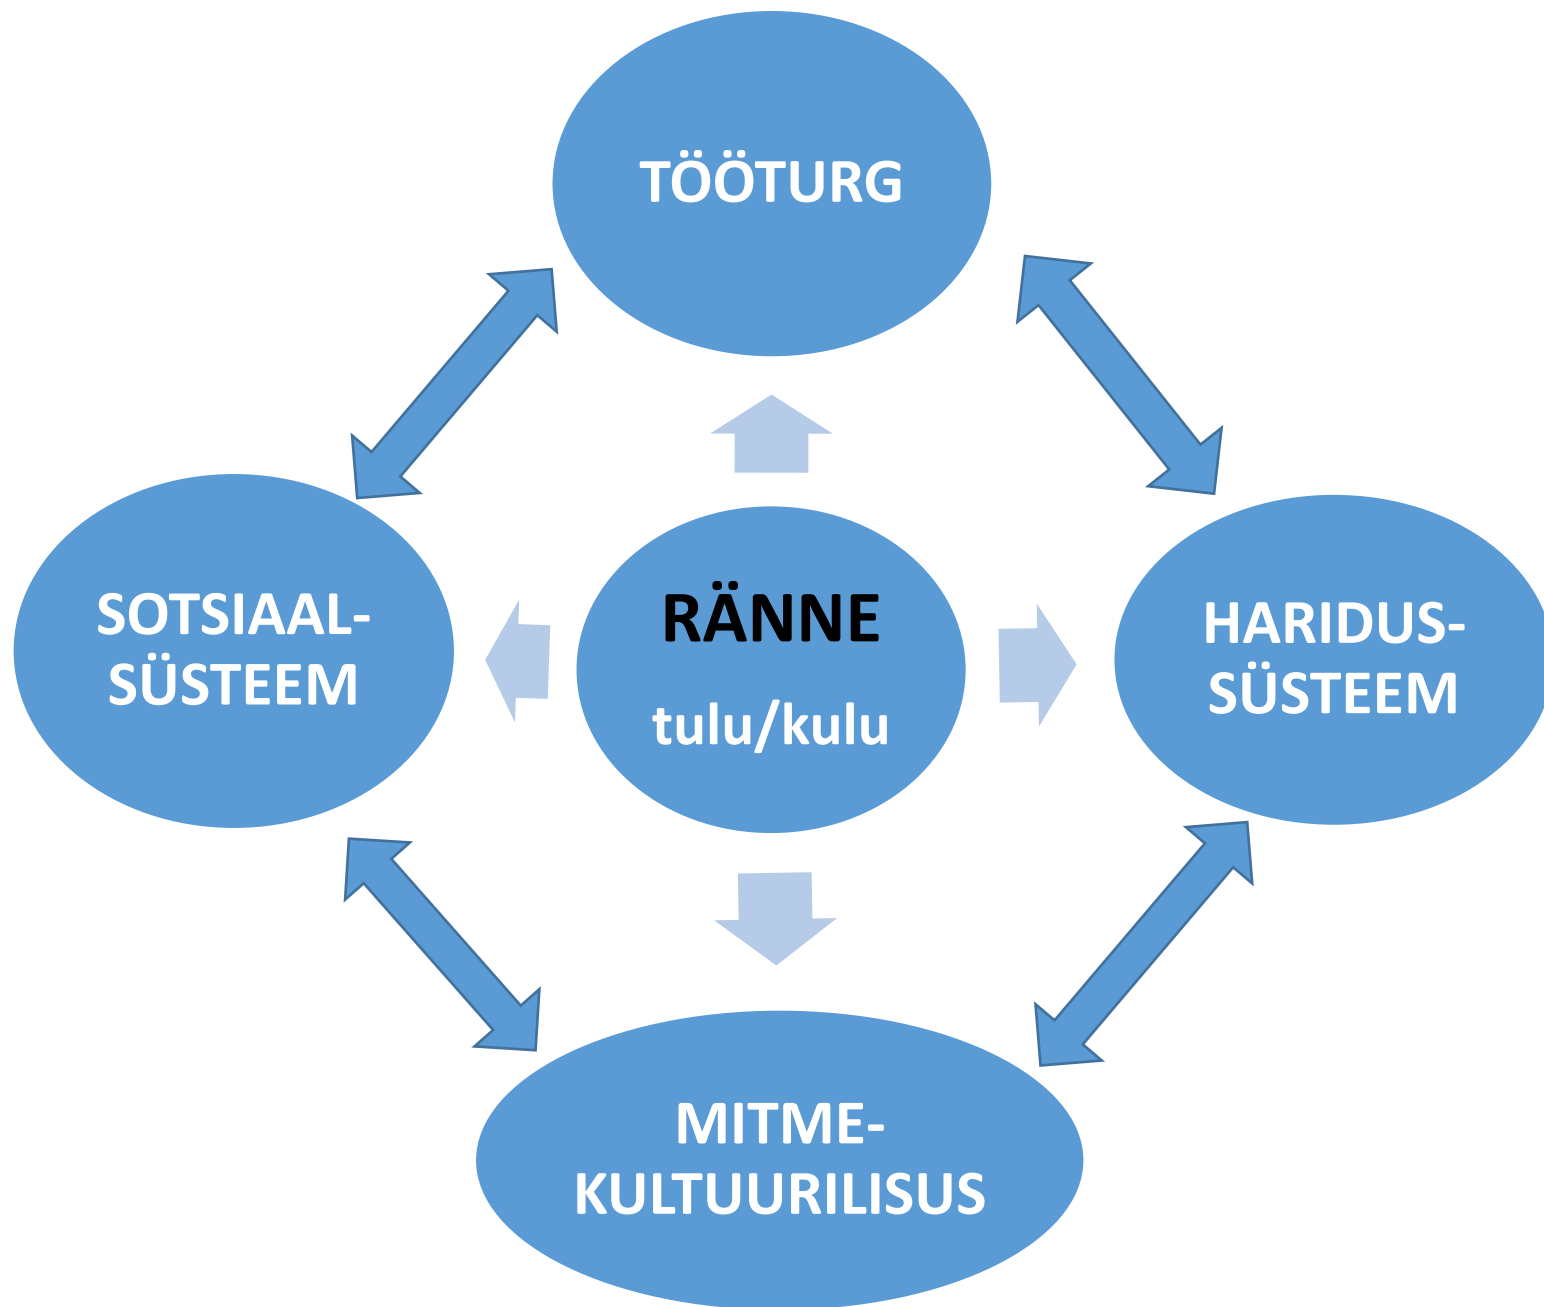 TÖÖTURG
SOTSIAAL-
SÜSTEEM
RÄNNE
tulu/kulu
HARIDUS-
SÜSTEEM
MITME-
KULTUURILISUS